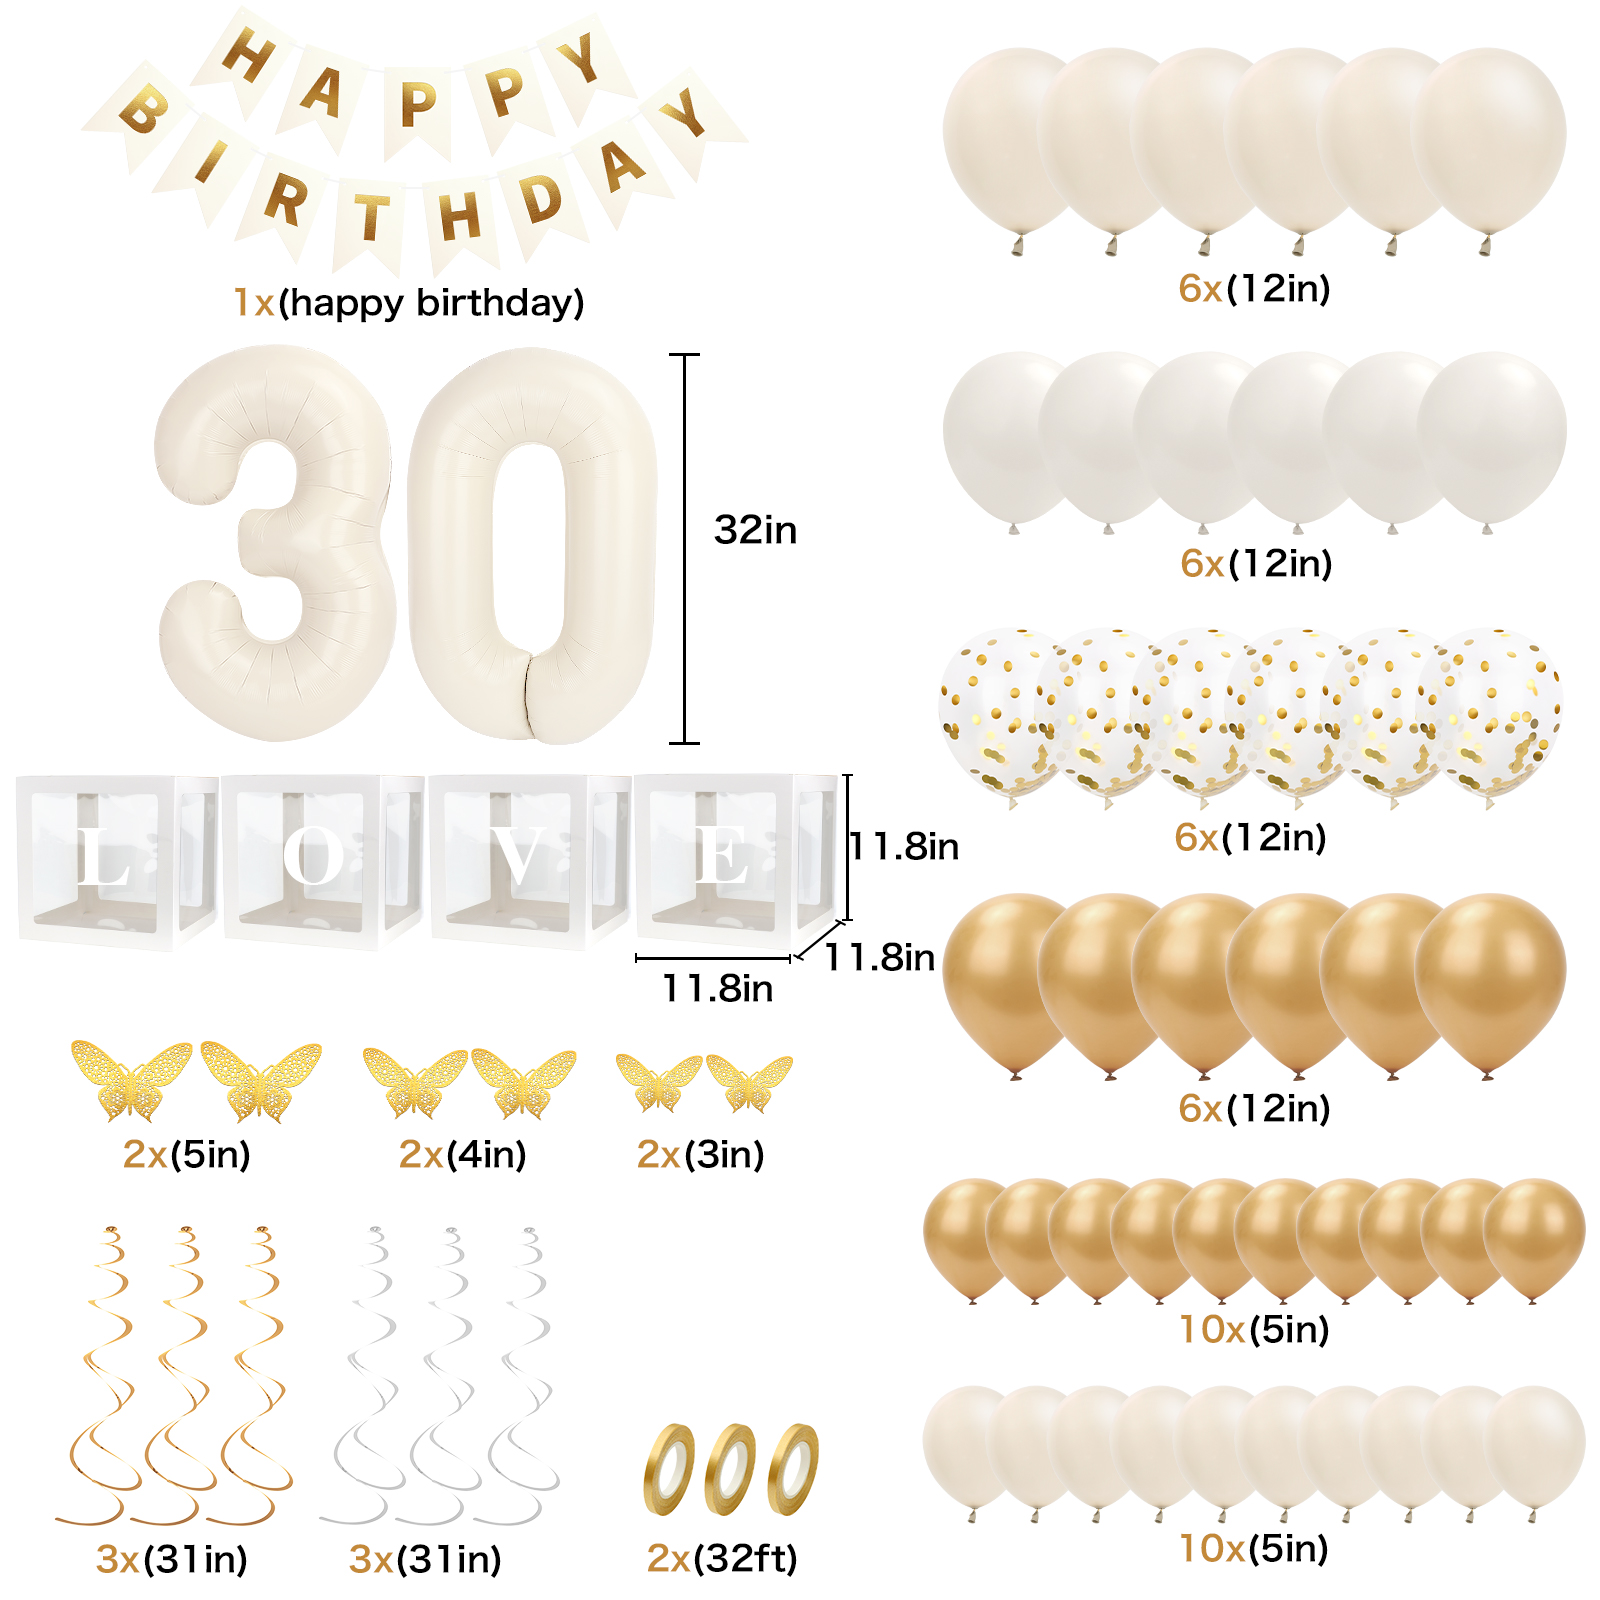 HAPPY
BIRTHDAY
1x(happy birthday)
30
32in
L O V E
11.8in
11.8in
11.8in
2x(5in)
2x(4in)
2x(3in)
3x(31in)
3x(31in)
2x(32ft)
6x(12in)
6x(12in)
6x(12in)
6x(12in)
10x(5in)
10x(5in)